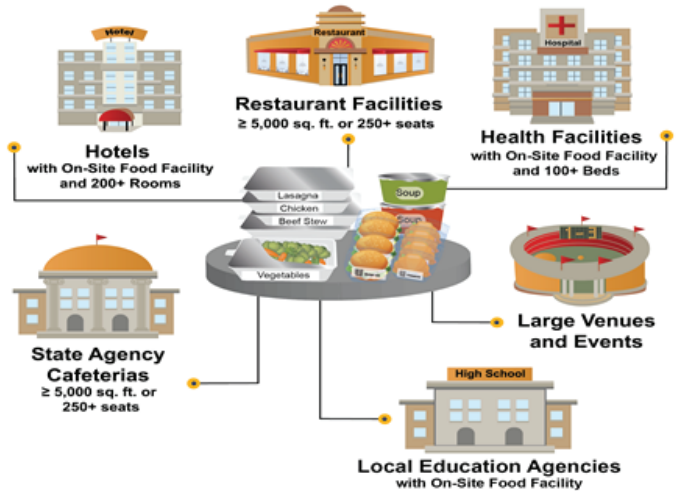 Hotel
Hotels
with On-Site Food Facility
and 200+ Rooms
Restaurant
Restaurant Facilities
≥ 5,000 sq. ft. or 250+ seats
Hospital
Health Facilities
with On-Site Food Facility
and 100+ Beds
Lasagna
Chicken
Beef Stew
Vegetables
Soup
Soup
State Agency
Cafeterias
≥ 5,000 sq. ft. or
250+ seats
1-3
Large Venues
and Events
High School
Local Education Agencies
with On-Site Food Facility